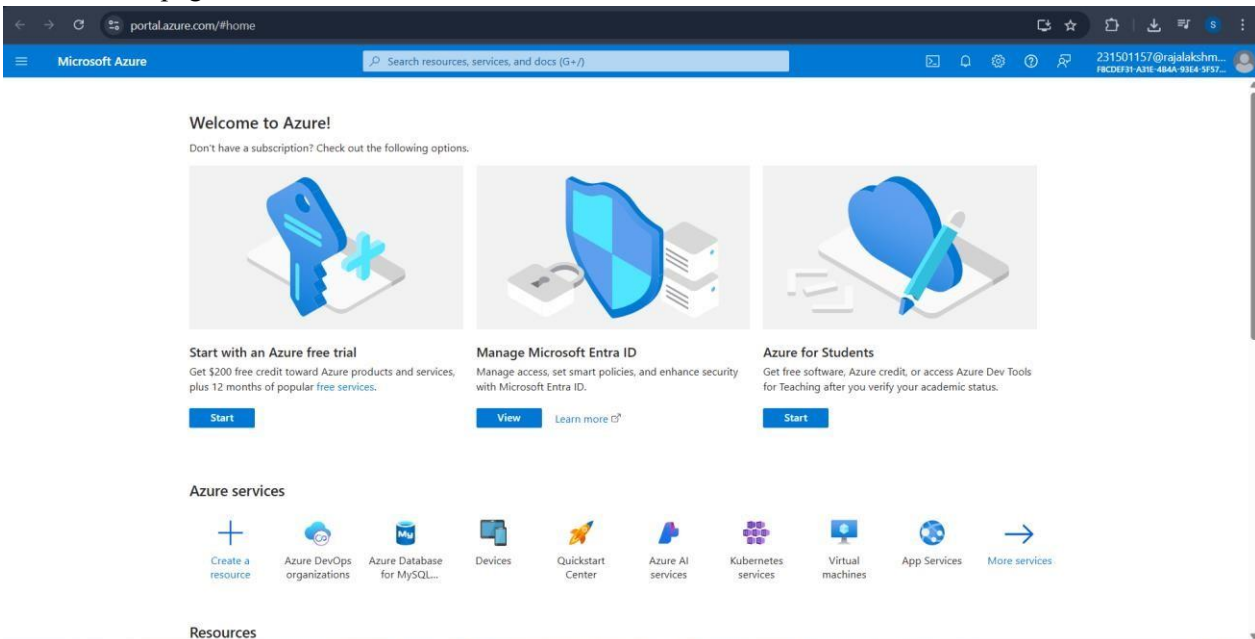 portal.azure.com/#home
S
Microsoft Azure
Search resources, services, and docs (G+/)
231501157@rajalakshm...
F8CDEF31-A31E-4B4A-93E4-5F57...
Welcome to Azure!
Don't have a subscription? Check out the following options.
Start with an Azure free trial
Get $200 free credit toward Azure products and services,
plus 12 months of popular free services.
Start
Manage Microsoft Entra ID
Manage access, set smart policies, and enhance security
with Microsoft Entra ID.
View
Learn more
Azure for Students
Get free software, Azure credit, or access Azure Dev Tools
for Teaching after you verify your academic status.
Start
Azure services
Create a
resource
Azure DevOps
organizations
My
Azure Database
for MySQL...
Devices
Quickstart
Center
Azure AI
services
Kubernetes
services
Virtual
machines
App Services
More services
Resources